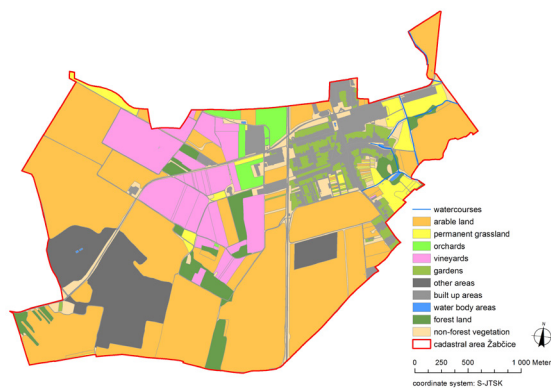 watercourses
arable land
permanent grassland
orchards
vineyards
gardens
other areas
built up areas
water body areas
forest land
non-forest vegetation
cadastral area Žabčice
N
0 250 500 1 000 Meter
coordinate system: S-JTSK